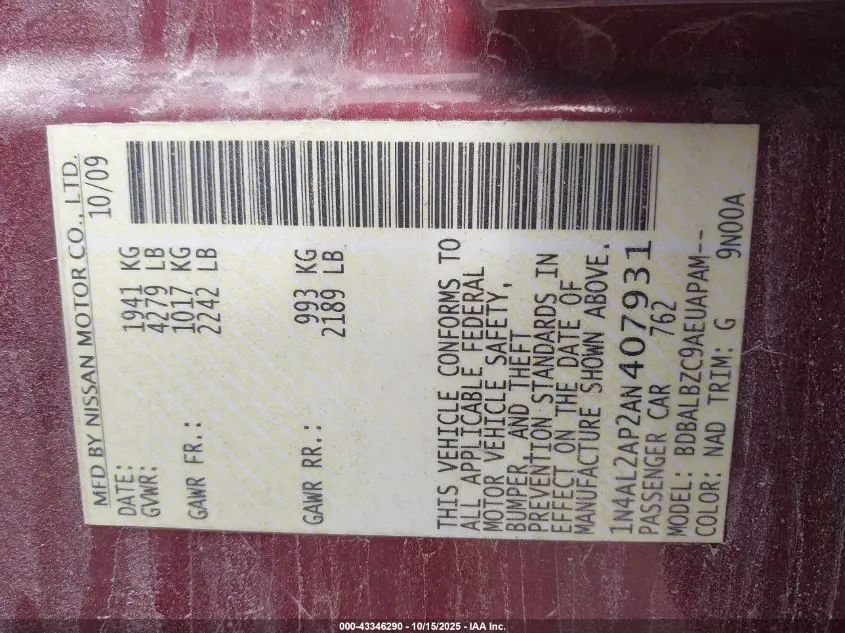 MFD BY NISSAN MOTOR CO., LTD.
DATE: 10/09
GVWR: 1941 KG
4279 LB
GAWR FR.: 1017 KG
2242 LB
GAWR RR.: 993 KG
2189 LB
THIS VEHICLE CONFORMS TO
ALL APPLICABLE FEDERAL
MOTOR VEHICLE SAFETY,
BUMPER, AND THEFT
PREVENTION STANDARDS IN
EFFECT ON THE DATE OF
MANUFACTURE SHOWN ABOVE.
1N4AL2AP2AN407931
PASSENGER CAR 762
MODEL: BDBALBZC9AEUAPAM--
COLOR: NAD TRIM: G 9N00A
000-43346290 - 10/15/2025 - IAA Inc.